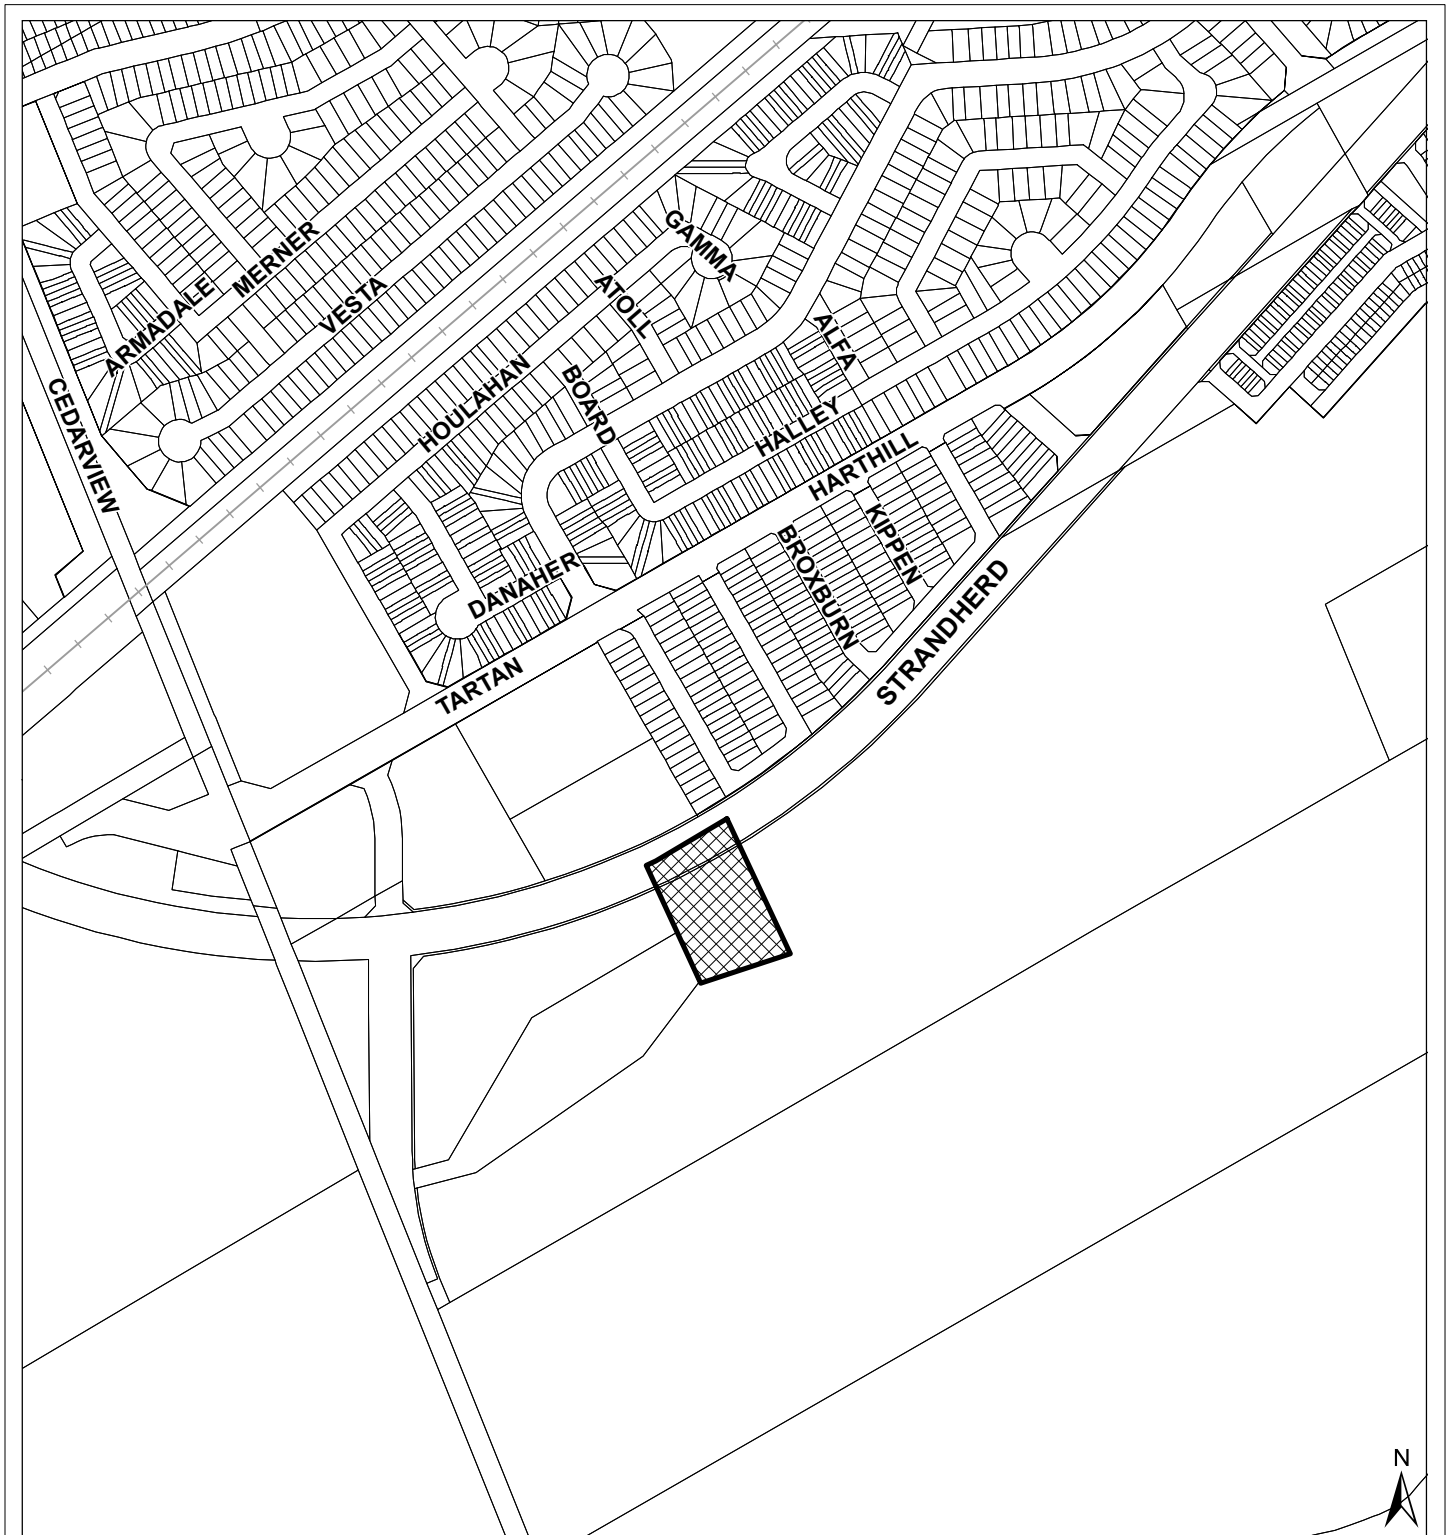 GAMMA
MERNER
ARMADALE
VESTA
ATOLL
ALFA
CEDARVIEW
HOULAHAN
BOARD
HALLEY
HARTHILL
KIPPEN
BROXBURN
DANAHER
STRANDHERD
TARTAN
N